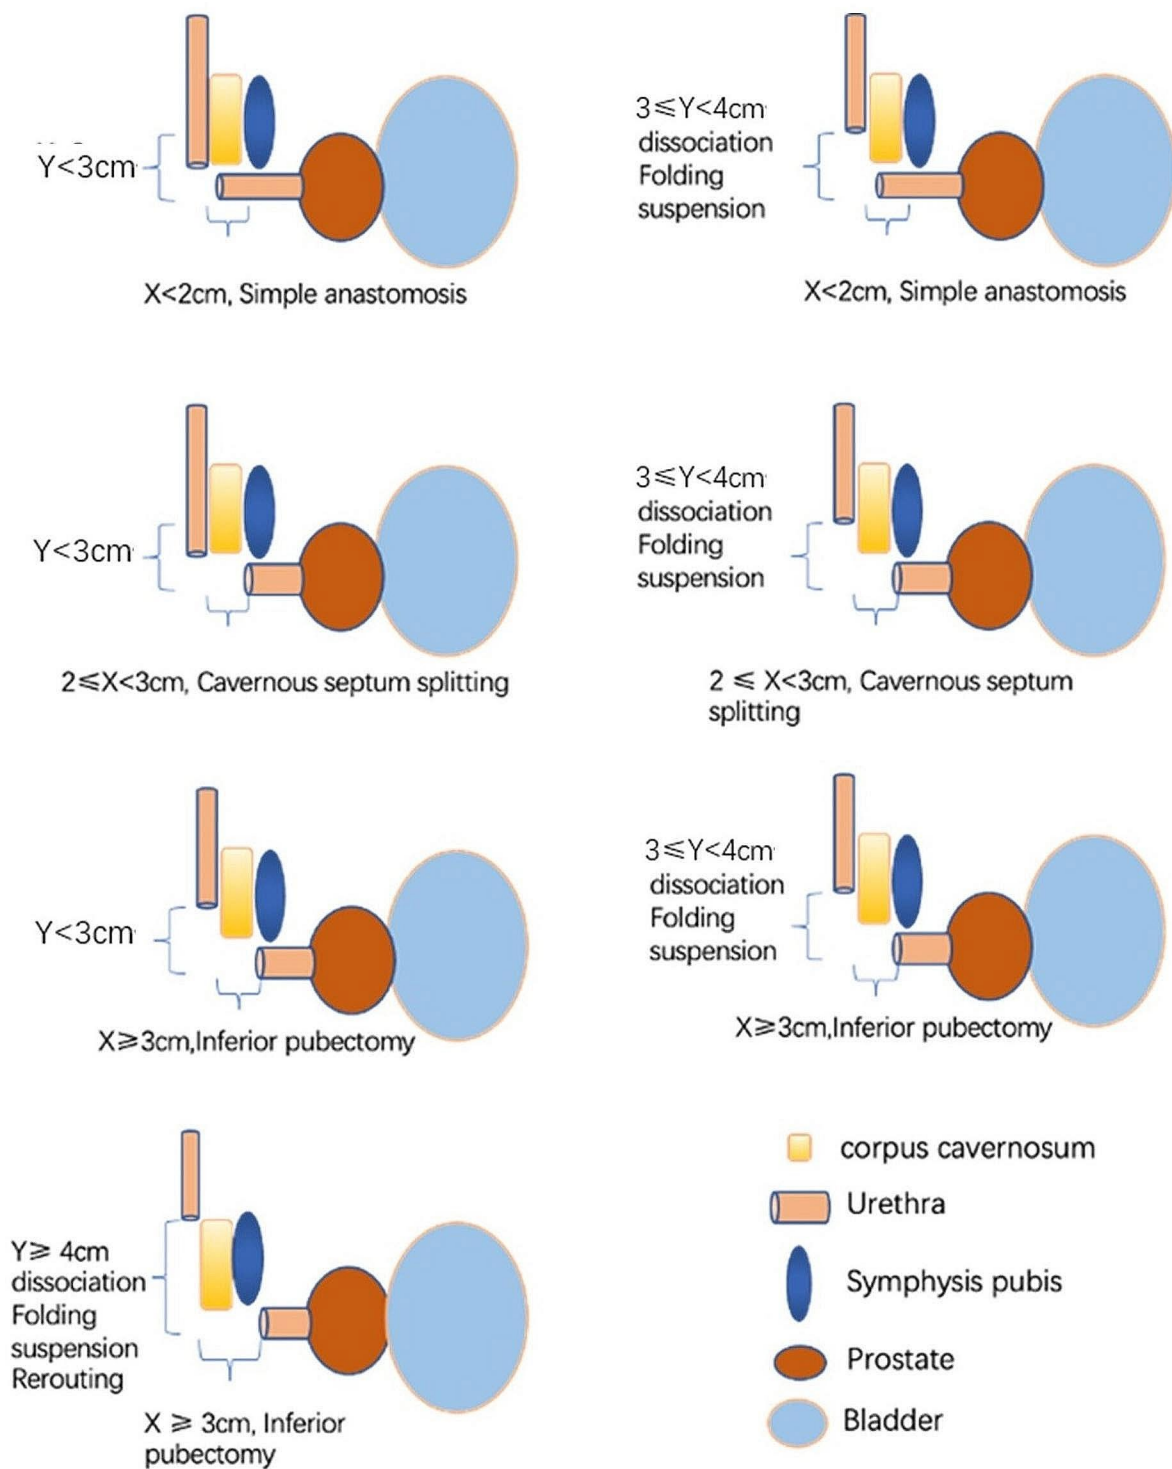 Y<3cm
X<2cm, Simple anastomosis
3≤Y<4cm
dissociation
Folding
suspension
X<2cm, Simple anastomosis
Y<3cm
2≤X<3cm, Cavernous septum splitting
3≤Y<4cm
dissociation
Folding
suspension
2 ≤ X<3cm, Cavernous septum
splitting
Y<3cm
X≥3cm,Inferior pubectomy
3≤Y<4cm
dissociation
Folding
suspension
X≥3cm,Inferior pubectomy
Y≥ 4cm
dissociation
Folding
suspension
Rerouting
X ≥ 3cm, Inferior
pubectomy
corpus cavernosum
Urethra
Symphysis pubis
Prostate
Bladder